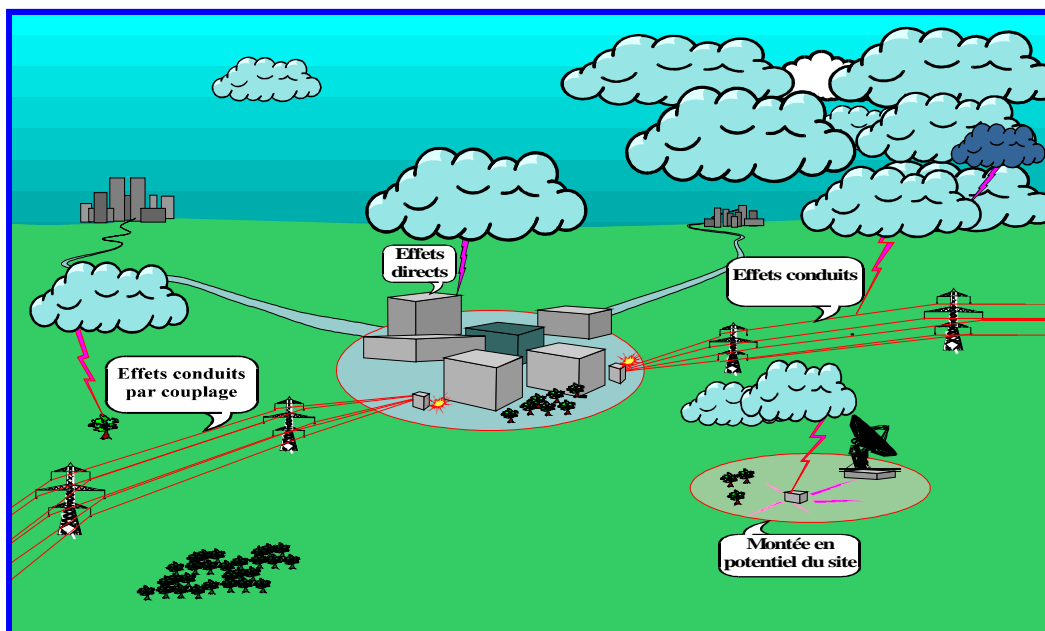 Effets
directs
Effets conduits
Effets conduits
par couplage
Montée en
potentiel du site